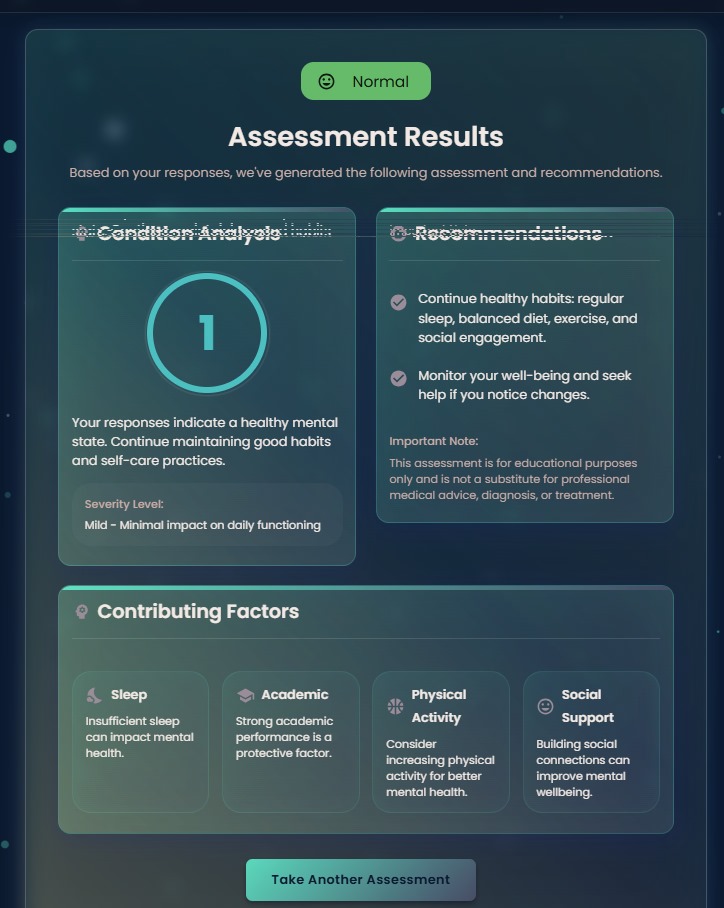 Normal
Assessment Results
Based on your responses, we've generated the following assessment and recommendations.
Condition Analysis
1
Your responses indicate a healthy mental
state. Continue maintaining good habits
and self-care practices.
Severity Level:
Mild - Minimal impact on daily functioning
Recommendations
Continue healthy habits: regular
sleep, balanced diet, exercise, and
social engagement.
Monitor your well-being and seek
help if you notice changes.
Important Note:
This assessment is for educational purposes
only and is not a substitute for professional
medical advice, diagnosis, or treatment.
Contributing Factors
Sleep
Insufficient sleep
can impact mental
health.
Academic
Strong academic
performance is a
protective factor.
Physical
Activity
Consider
increasing physical
activity for better
mental health.
Social
Support
Building social
connections can
improve mental
wellbeing.
Take Another Assessment